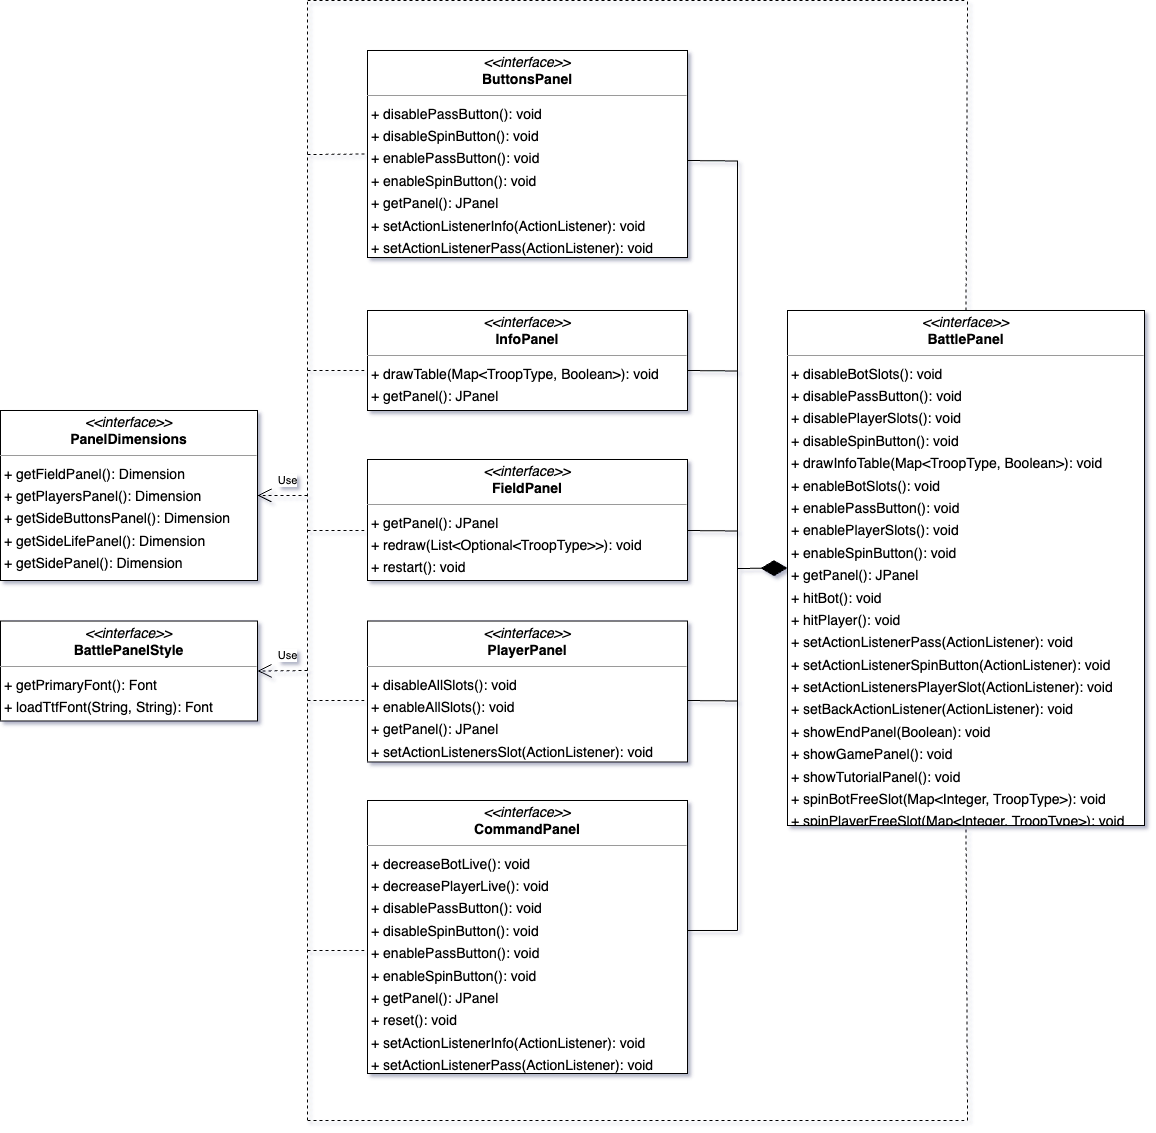 <<interface>>
ButtonsPanel
+ disablePassButton(): void
+ disableSpinButton(): void
+ enablePassButton(): void
+ enableSpinButton(): void
+ getPanel(): JPanel
+ setActionListenerInfo(ActionListener): void
+ setActionListenerPass(ActionListener): void
<<interface>>
InfoPanel
+ drawTable(Map<TroopType, Boolean>): void
+ getPanel(): JPanel
<<interface>>
FieldPanel
+ getPanel(): JPanel
+ redraw(List<Optional<TroopType>>): void
+ restart(): void
<<interface>>
PlayerPanel
+ disableAllSlots(): void
+ enableAllSlots(): void
+ getPanel(): JPanel
+ setActionListenersSlot(ActionListener): void
<<interface>>
CommandPanel
+ decreaseBotLive(): void
+ decreasePlayerLive(): void
+ disablePassButton(): void
+ disableSpinButton(): void
+ enablePassButton(): void
+ enableSpinButton(): void
+ getPanel(): JPanel
+ reset(): void
+ setActionListenerInfo(ActionListener): void
+ setActionListenerPass(ActionListener): void
<<interface>>
PanelDimensions
+ getFieldPanel(): Dimension
+ getPlayersPanel(): Dimension
+ getSideButtonsPanel(): Dimension
+ getSideLifePanel(): Dimension
+ getSidePanel(): Dimension
Use
<<interface>>
BattlePanelStyle
+ getPrimaryFont(): Font
+ loadTtfFont(String, String): Font
Use
<<interface>>
BattlePanel
+ disableBotSlots(): void
+ disablePassButton(): void
+ disablePlayerSlots(): void
+ disableSpinButton(): void
+ drawInfoTable(Map<TroopType, Boolean>): void
+ enableBotSlots(): void
+ enablePassButton(): void
+ enablePlayerSlots(): void
+ enableSpinButton(): void
+ getPanel(): JPanel
+ hitBot(): void
+ hitPlayer(): void
+ setActionListenerPass(ActionListener): void
+ setActionListenerSpinButton(ActionListener): void
+ setActionListenersPlayerSlot(ActionListener): void
+ setBackActionListener(ActionListener): void
+ showEndPanel(Boolean): void
+ showGamePanel(): void
+ showTutorialPanel(): void
+ spinBotFreeSlot(Map<Integer, TroopType>): void
+ spinPlayerFreeSlot(Map<Integer, TroopType>): void